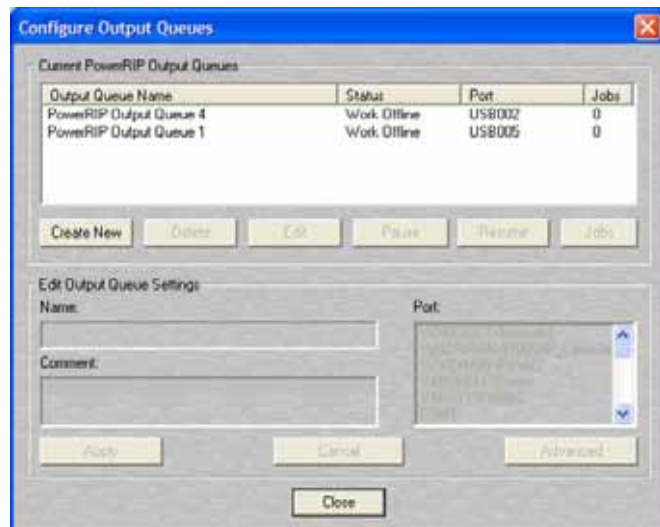 Configure Output Queues
Current PowerRIP Output Queues
Output Queue Name Status Port Jobs
PowerRIP Output Queue 4 Work Offline USB002 0
PowerRIP Output Queue 1 Work Offline USB005 0
Create New Delete Edit Pause Resume Jobs
Edit Output Queue Settings
Name: Port:
Comment:
Apply Cancel Advanced
Close